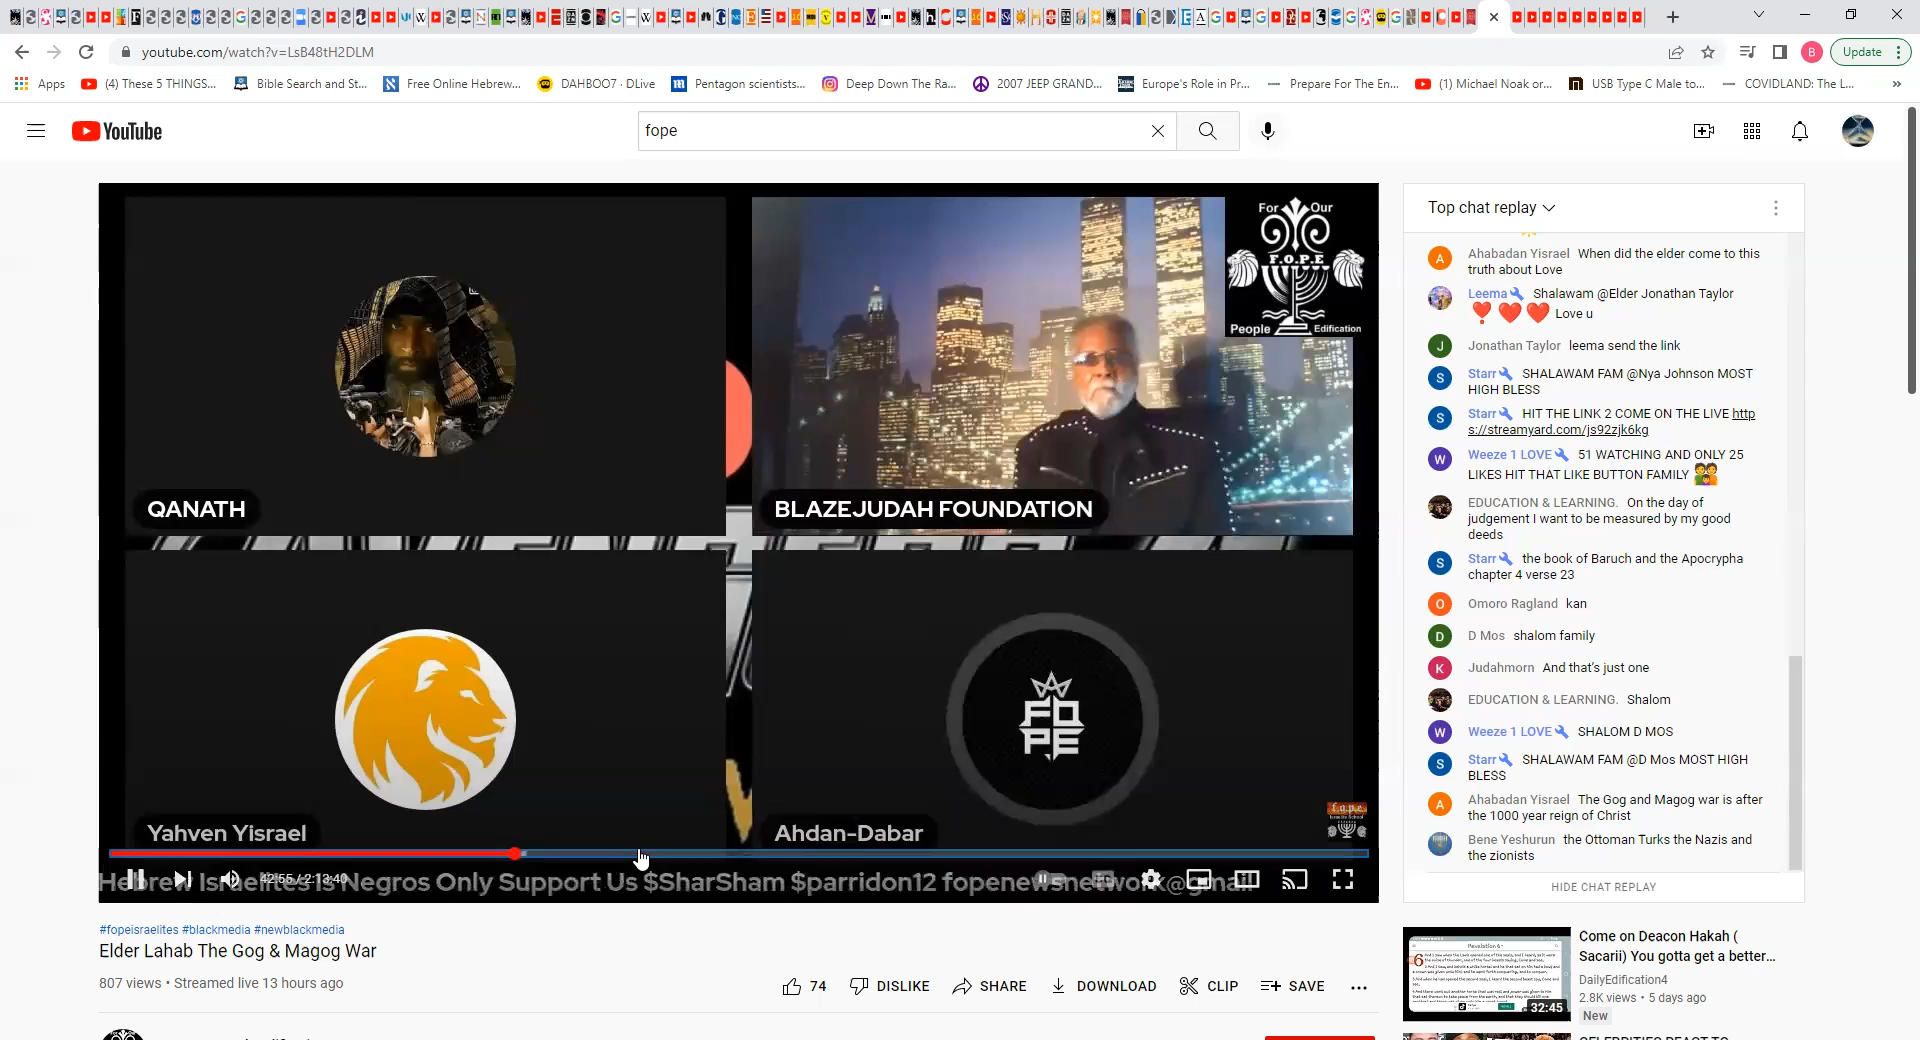 youtube.com/watch?v=LsB48tH2DLM
Update
B
Apps
(4) These 5 THINGS...
Bible Search and St...
Free Online Hebrew...
DAHBOO7 · DLive
Pentagon scientists...
Deep Down The Ra...
2007 JEEP GRAND...
Europe's Role in Pr...
Prepare For The En...
(1) Michael Noak or...
USB Type C Male to...
COVIDLAND: The L...
»
YouTube
fope
For Our
F.O.P.E
People Edification
QANATH
BLAZEJUDAH FOUNDATION
FOPE
Yahven Yisrael
Ahdan-Dabar
f.o.p.e
42:55 / 2:13:40
Hebrew Israelites Is Negros Only Support Us $SharSham $parridon12 fopenewsnetwork@gmail
#fopeisraelites #blackmedia #newblackmedia
Elder Lahab The Gog & Magog War
807 views • Streamed live 13 hours ago
74
DISLIKE
SHARE
DOWNLOAD
CLIP
SAVE
Top chat replay
A
Ahabadan Yisrael When did the elder come to this
truth about Love
Leema Shalawam @Elder Jonathan Taylor
Love u
J
Jonathan Taylor leema send the link
S
Starr SHALAWAM FAM @Nya Johnson MOST
HIGH BLESS
S
Starr HIT THE LINK 2 COME ON THE LIVE http
s://streamyard.com/js92zjk6kg
W
Weeze 1 LOVE 51 WATCHING AND ONLY 25
LIKES HIT THAT LIKE BUTTON FAMILY
EDUCATION & LEARNING. On the day of
judgement I want to be measured by my good
deeds
S
Starr the book of Baruch and the Apocrypha
chapter 4 verse 23
O
Omoro Ragland kan
D
D Mos shalom family
K
Judahmorn And that's just one
EDUCATION & LEARNING. Shalom
W
Weeze 1 LOVE SHALOM D MOS
S
Starr SHALAWAM FAM @D Mos MOST HIGH
BLESS
A
Ahabadan Yisrael The Gog and Magog war is after
the 1000 year reign of Christ
Bene Yeshurun the Ottoman Turks the Nazis and
the zionists
HIDE CHAT REPLAY
Revelation 6
32:45
Come on Deacon Hakah (
Sacarii) You gotta get a better...
DailyEdification4
2.8K views • 5 days ago
New